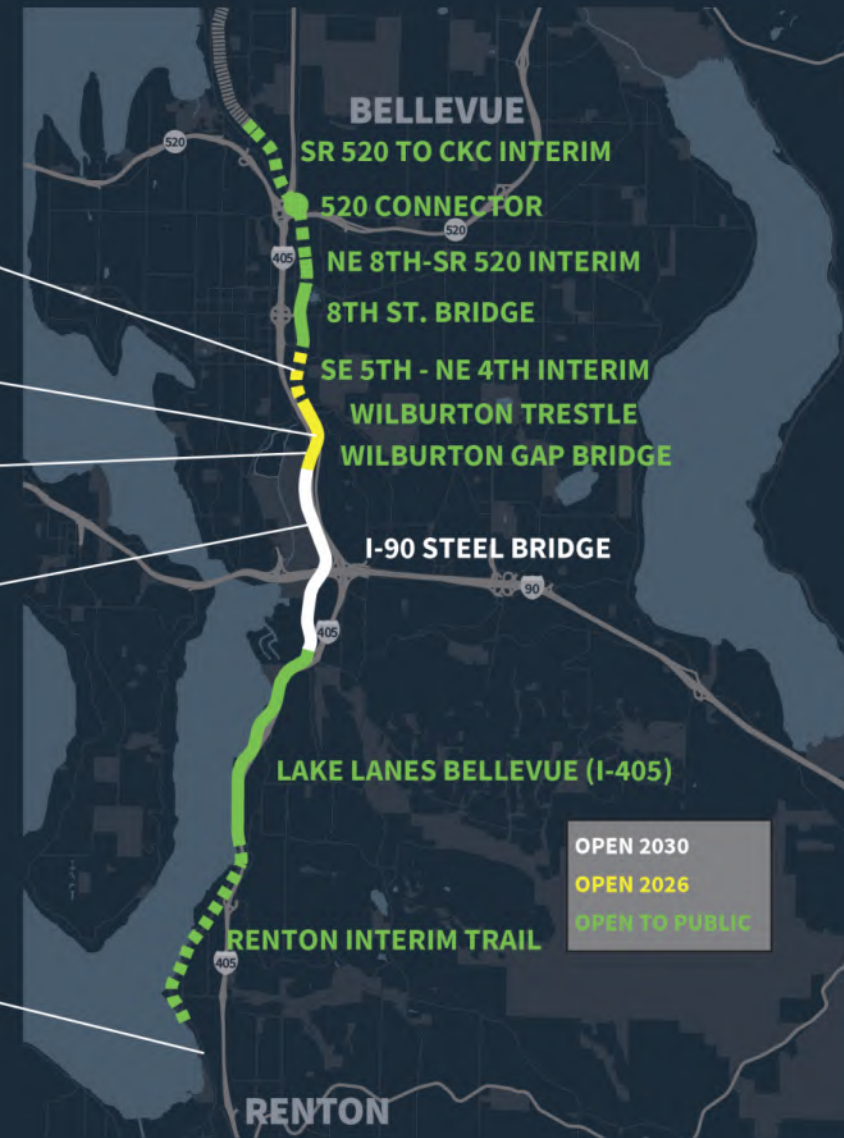 BELLEVUE
520
SR 520 TO CKC INTERIM
520 CONNECTOR
520
405
NE 8TH-SR 520 INTERIM
8TH ST. BRIDGE
SE 5TH - NE 4TH INTERIM
WILBURTON TRESTLE
WILBURTON GAP BRIDGE
I-90 STEEL BRIDGE
90
405
LAKE LANES BELLEVUE (I-405)
OPEN 2030
OPEN 2026
OPEN TO PUBLIC
RENTON INTERIM TRAIL
405
RENTON